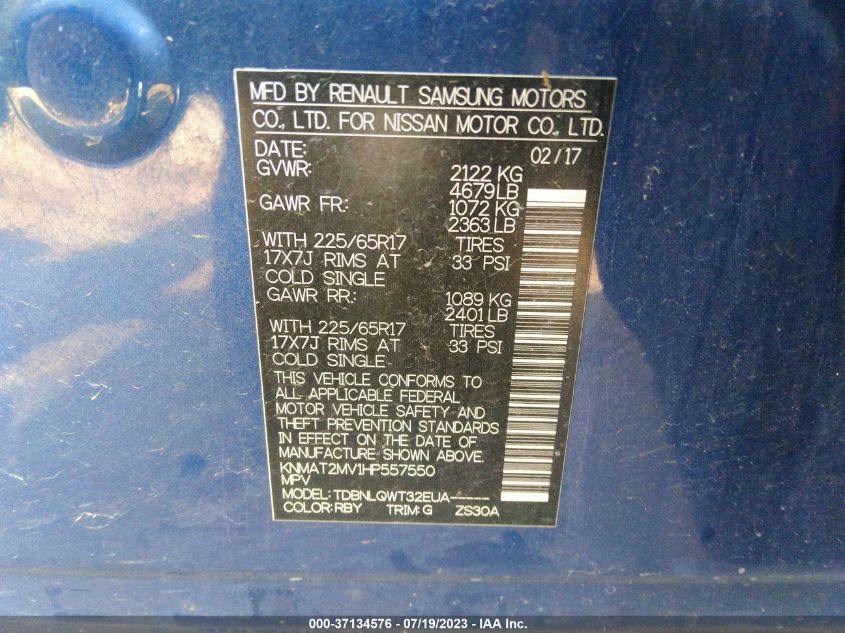 MFD BY RENAULT SAMSUNG MOTORS
CO., LTD. FOR NISSAN MOTOR CO., LTD.
DATE: 02/17
GVWR: 2122 KG
4679LB
GAWR FR: 1072 KG
2363LB
WITH 225/65R17 TIRES
17X7J RIMS AT 33 PSI
COLD SINGLE
GAWR RR: 1089 KG
2401LB
WITH 225/65R17 TIRES
17X7J RIMS AT 33 PSI
COLD SINGLE
THIS VEHICLE CONFORMS TO
ALL APPLICABLE FEDERAL
MOTOR VEHICLE SAFETY AND
THEFT PREVENTION STANDARDS
IN EFFECT ON THE DATE OF
MANUFACTURE SHOWN ABOVE.
KNMAT2MV1HP557550
MPV
MODEL: TDBNLQWT32EUA-----
COLOR:RBY TRIM:G ZS30A
000-37134576 - 07/19/2023 - IAA Inc.